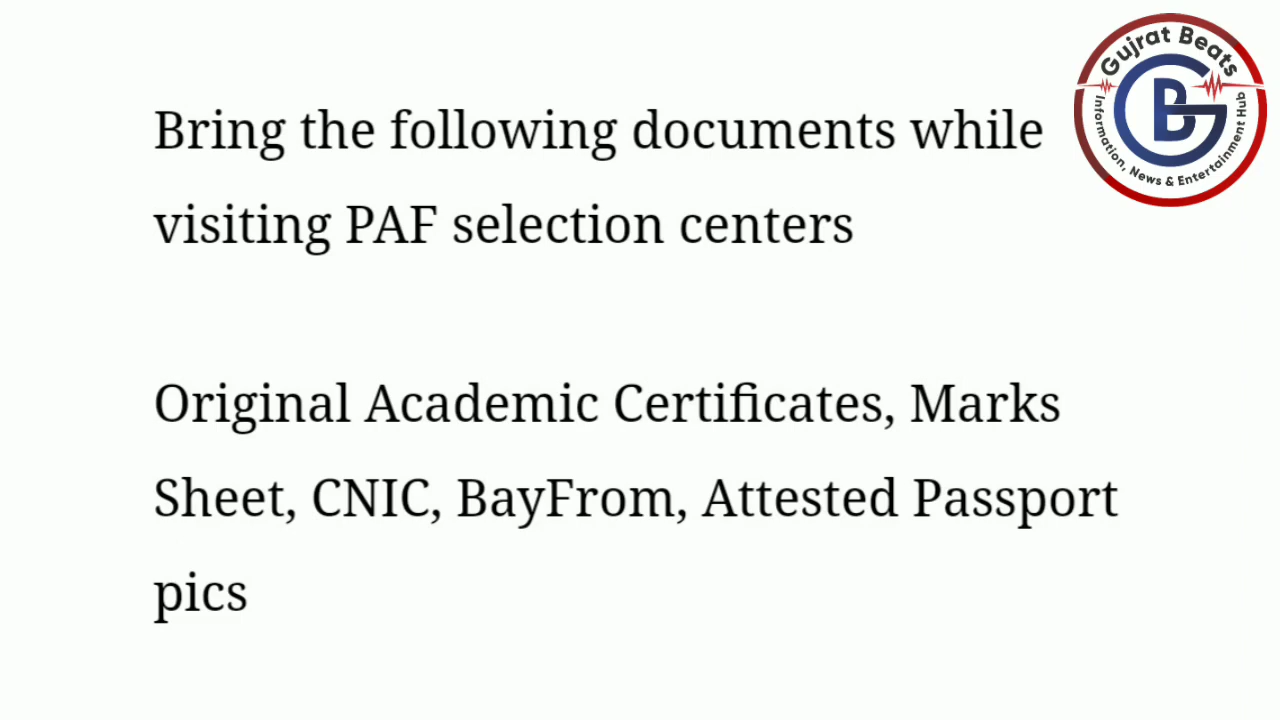 Gujrat Beats
GB
Information, News & Entertainment Hub
Bring the following documents while
visiting PAF selection centers
Original Academic Certificates, Marks
Sheet, CNIC, BayFrom, Attested Passport
pics